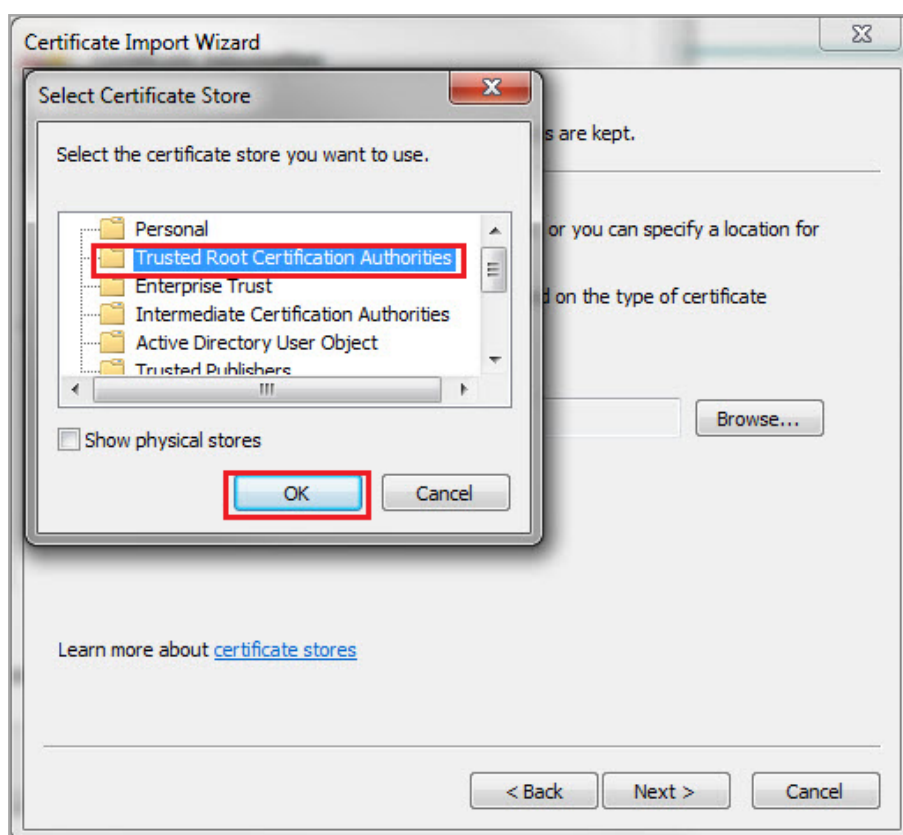 Certificate Import Wizard
Select Certificate Store
s are kept.
Select the certificate store you want to use.
Personal
or you can specify a location for
Trusted Root Certification Authorities
Enterprise Trust
d on the type of certificate
Intermediate Certification Authorities
Active Directory User Object
Trusted Publishers
Browse...
Show physical stores
OK
Cancel
Learn more about certificate stores
< Back
Next >
Cancel